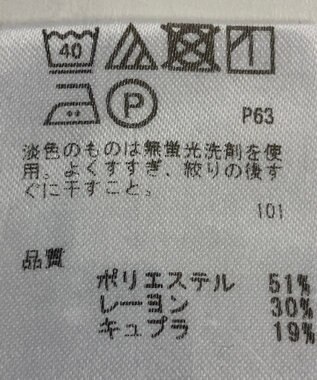 40
P
P63
淡色のものは無蛍光洗剤を使
用。よくすすぎ、絞りの後す
ぐに干すこと。
101
品質
ポリエステル 51%
レーヨン 30%
キュプラ 19%